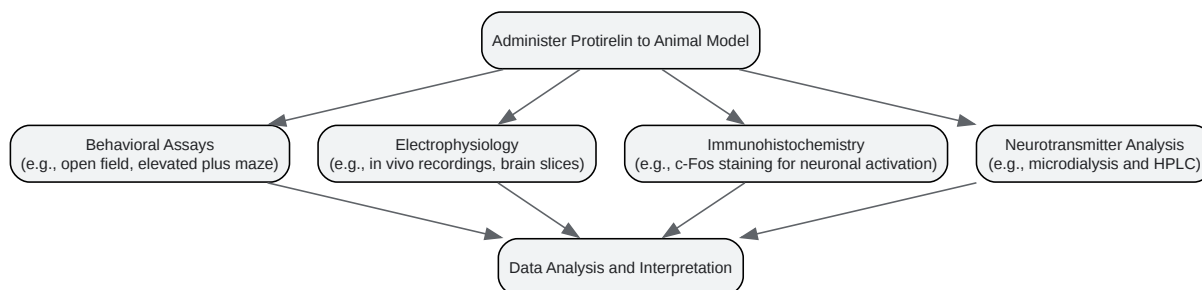 Administer Protirelin to Animal Model
Behavioral Assays
(e.g., open field, elevated plus maze)
Electrophysiology
(e.g., in vivo recordings, brain slices)
Immunohistochemistry
(e.g., c-Fos staining for neuronal activation)
Neurotransmitter Analysis
(e.g., microdialysis and HPLC)
Data Analysis and Interpretation